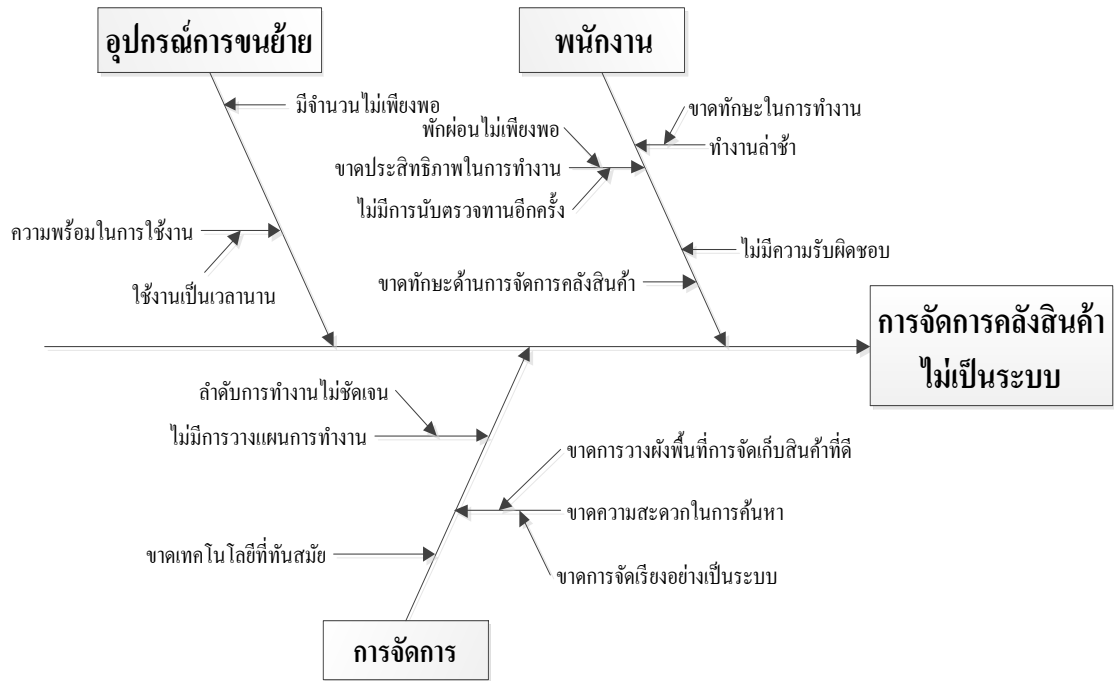 อุปกรณ์การขนย้าย
พนักงาน
มีจำนวนไม่เพียงพอ
ขาดทักษะในการทำงาน
พักผ่อนไม่เพียงพอ
ทำงานล่าช้า
ขาดประสิทธิภาพในการทำงาน
ไม่มีการนับตรวจทานอีกครั้ง
ความพร้อมในการใช้งาน
ไม่มีความรับผิดชอบ
ขาดทักษะด้านการจัดการคลังสินค้า
ใช้งานเป็นเวลานาน
การจัดการคลังสินค้า
ไม่เป็นระบบ
ลำดับการทำงานไม่ชัดเจน
ไม่มีการวางแผนการทำงาน
ขาดการวางผังพื้นที่การจัดเก็บสินค้าที่ดี
ขาดความสะดวกในการค้นหา
ขาดเทคโนโลยีที่ทันสมัย
ขาดการจัดเรียงอย่างเป็นระบบ
การจัดการ